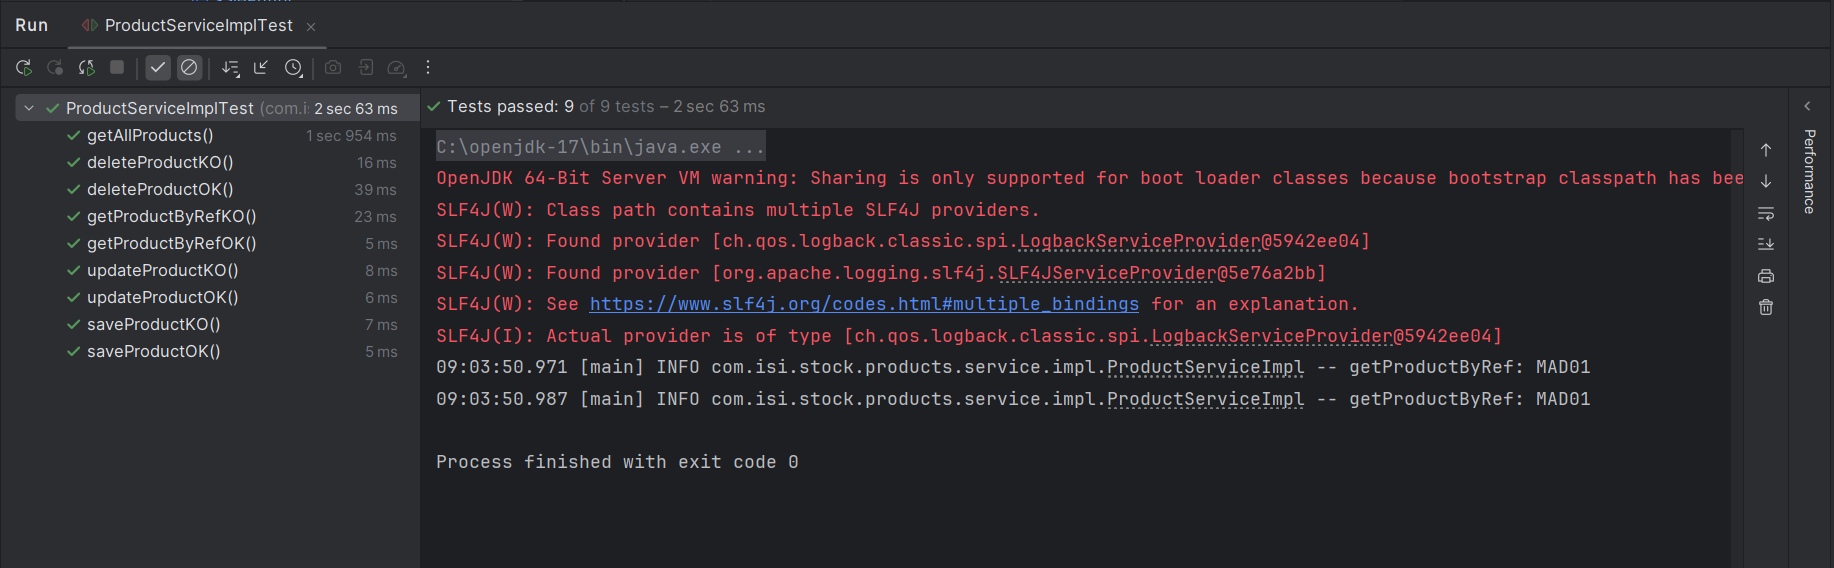 Run ProductServiceImplTest
ProductServiceImplTest (com.i 2 sec 63 ms
getAllProducts() 1 sec 954 ms
deleteProductKO() 16 ms
deleteProductOK() 39 ms
getProductByRefKO() 23 ms
getProductByRefOK() 5 ms
updateProductKO() 8 ms
updateProductOK() 6 ms
saveProductKO() 7 ms
saveProductOK() 5 ms
Tests passed: 9 of 9 tests – 2 sec 63 ms
C:\openjdk-17\bin\java.exe ...
OpenJDK 64-Bit Server VM warning: Sharing is only supported for boot loader classes because bootstrap classpath has bee
SLF4J(W): Class path contains multiple SLF4J providers.
SLF4J(W): Found provider [ch.qos.logback.classic.spi.LogbackServiceProvider@5942ee04]
SLF4J(W): Found provider [org.apache.logging.slf4j.SLF4JServiceProvider@5e76a2bb]
SLF4J(W): See https://www.slf4j.org/codes.html#multiple_bindings for an explanation.
SLF4J(I): Actual provider is of type [ch.qos.logback.classic.spi.LogbackServiceProvider@5942ee04]
09:03:50.971 [main] INFO com.isi.stock.products.service.impl.ProductServiceImpl -- getProductByRef: MAD01
09:03:50.987 [main] INFO com.isi.stock.products.service.impl.ProductServiceImpl -- getProductByRef: MAD01
Process finished with exit code 0
Performance